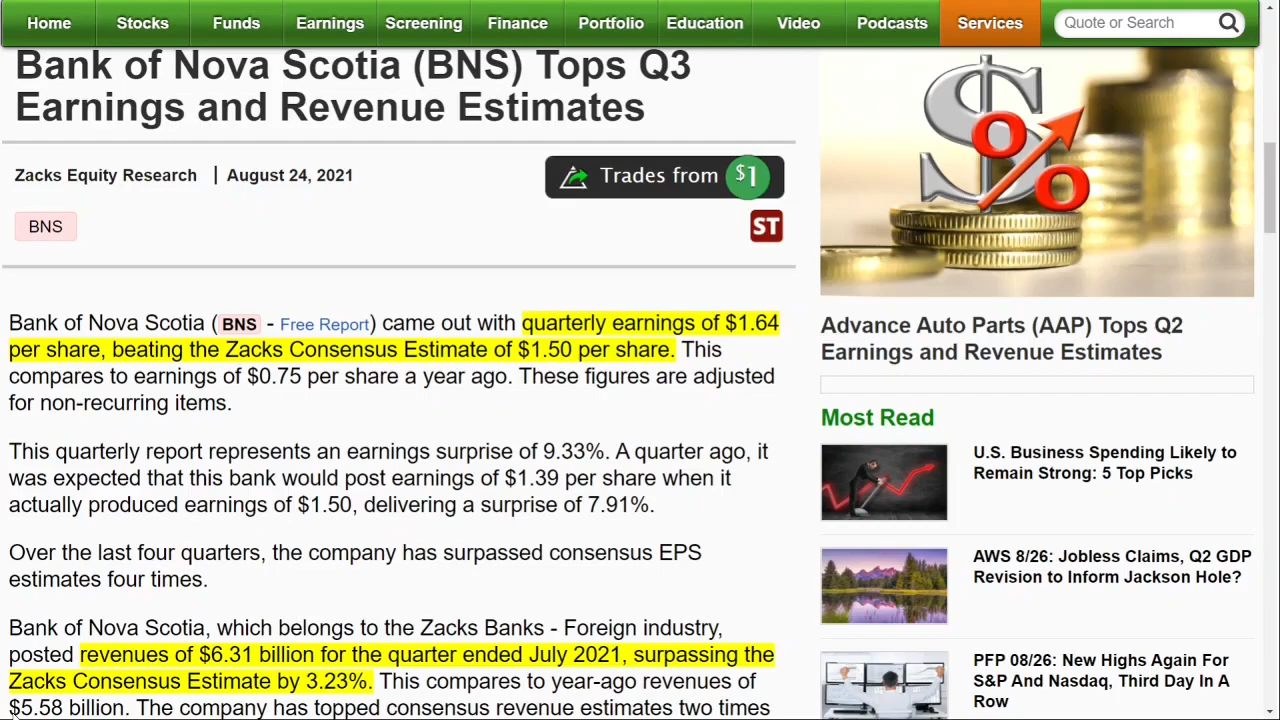 Home Stocks Funds Earnings Screening Finance Portfolio Education Video Podcasts Services Quote or Search
Bank of Nova Scotia (BNS) Tops Q3
Earnings and Revenue Estimates
Zacks Equity Research | August 24, 2021
Trades from $1
BNS
ST
Bank of Nova Scotia (BNS - Free Report) came out with quarterly earnings of $1.64
per share, beating the Zacks Consensus Estimate of $1.50 per share. This
compares to earnings of $0.75 per share a year ago. These figures are adjusted
for non-recurring items.
This quarterly report represents an earnings surprise of 9.33%. A quarter ago, it
was expected that this bank would post earnings of $1.39 per share when it
actually produced earnings of $1.50, delivering a surprise of 7.91%.
Over the last four quarters, the company has surpassed consensus EPS
estimates four times.
Bank of Nova Scotia, which belongs to the Zacks Banks - Foreign industry,
posted revenues of $6.31 billion for the quarter ended July 2021, surpassing the
Zacks Consensus Estimate by 3.23%. This compares to year-ago revenues of
$5.58 billion. The company has topped consensus revenue estimates two times
$ %
Advance Auto Parts (AAP) Tops Q2
Earnings and Revenue Estimates
Most Read
U.S. Business Spending Likely to
Remain Strong: 5 Top Picks
AWS 8/26: Jobless Claims, Q2 GDP
Revision to Inform Jackson Hole?
PFP 08/26: New Highs Again For
S&P And Nasdaq, Third Day In A
Row